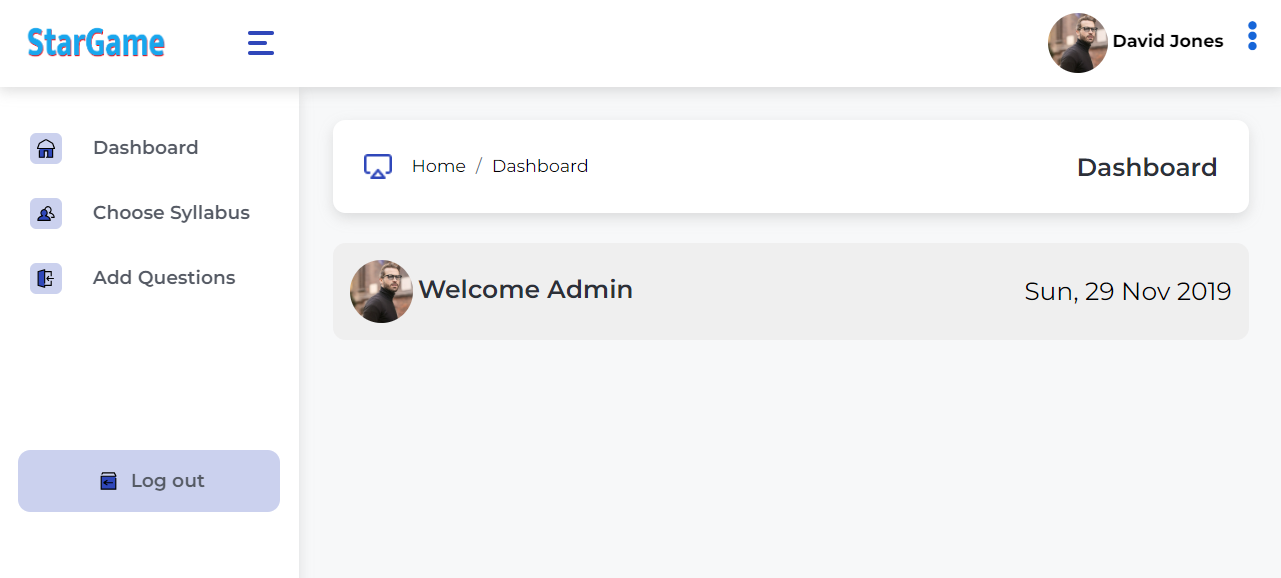 StarGame
David Jones
Dashboard
Choose Syllabus
Add Questions
Log out
Home / Dashboard
Dashboard
Welcome Admin
Sun, 29 Nov 2019